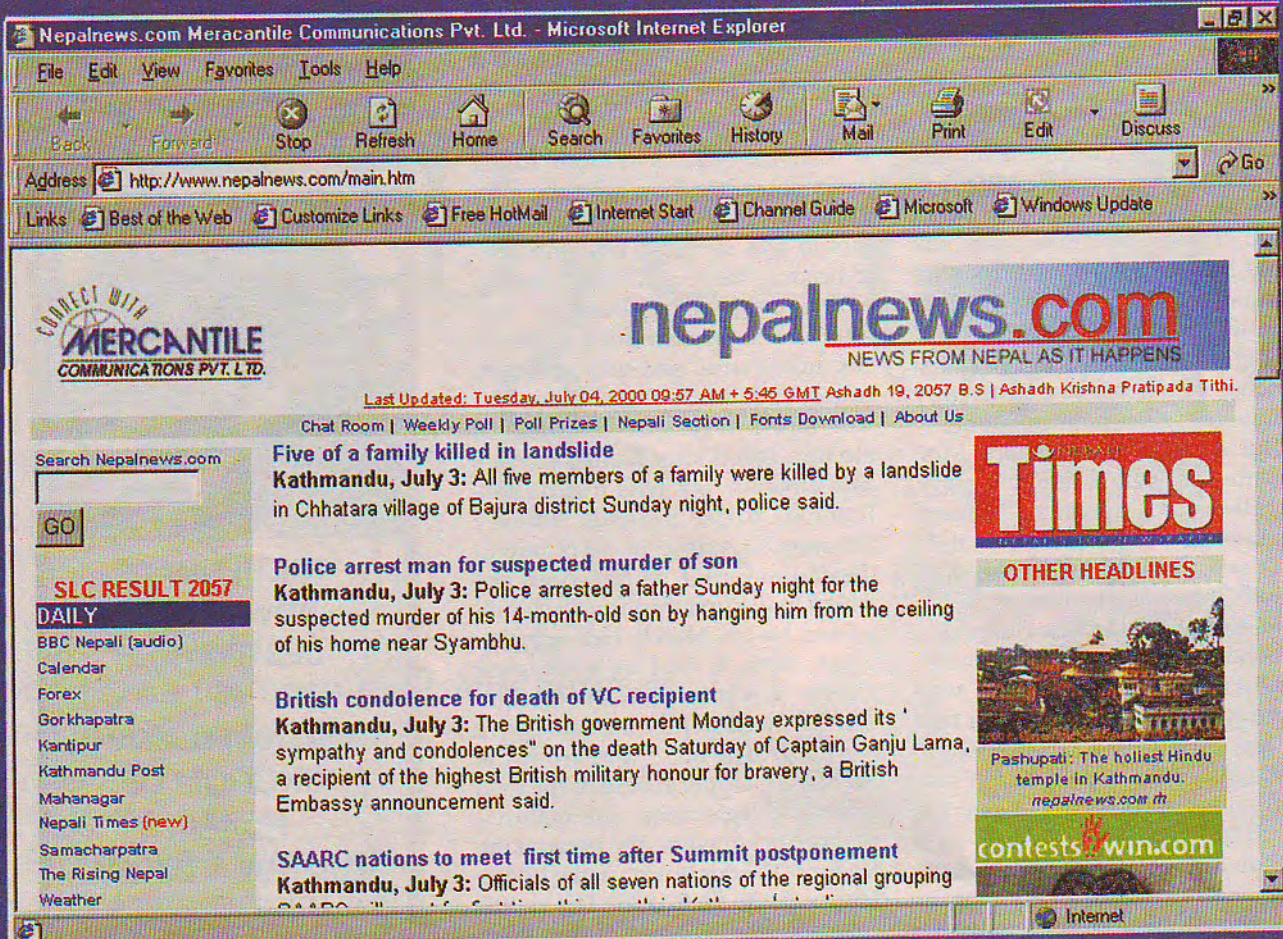 Nepalnews.com Meracantile Communications Pvt. Ltd. - Microsoft Internet Explorer
File Edit View Favorites Tools Help
Back Forward Stop Refresh Home Search Favorites History Mail Print Edit Discuss
Address http://www.nepalnews.com/main.htm Go
Links Best of the Web Customize Links Free HotMail Internet Start Channel Guide Microsoft Windows Update
CONNECT WITH
MERCANTILE
COMMUNICATIONS PVT. LTD.
nepalnews.com
NEWS FROM NEPAL AS IT HAPPENS
Last Updated: Tuesday, July 04, 2000 09:57 AM + 5:45 GMT Ashadh 19, 2057 B.S | Ashadh Krishna Pratipada Tithi.
Chat Room | Weekly Poll | Poll Prizes | Nepali Section | Fonts Download | About Us
Search Nepalnews.com
GO
SLC RESULT 2057
DAILY
BBC Nepali (audio)
Calendar
Forex
Gorkhapatra
Kantipur
Kathmandu Post
Mahanagar
Nepali Times (new)
Samacharpatra
The Rising Nepal
Weather
Five of a family killed in landslide
Kathmandu, July 3: All five members of a family were killed by a landslide
in Chhatara village of Bajura district Sunday night, police said.
Police arrest man for suspected murder of son
Kathmandu, July 3: Police arrested a father Sunday night for the
suspected murder of his 14-month-old son by hanging him from the ceiling
of his home near Syambhu.
British condolence for death of VC recipient
Kathmandu, July 3: The British government Monday expressed its '
sympathy and condolences" on the death Saturday of Captain Ganju Lama,
a recipient of the highest British military honour for bravery, a British
Embassy announcement said.
SAARC nations to meet first time after Summit postponement
Kathmandu, July 3: Officials of all seven nations of the regional grouping
NEPALI
Times
OTHER HEADLINES
Pashupati: The holiest Hindu
temple in Kathmandu.
nepalnews.com rh
contests win.com
Internet